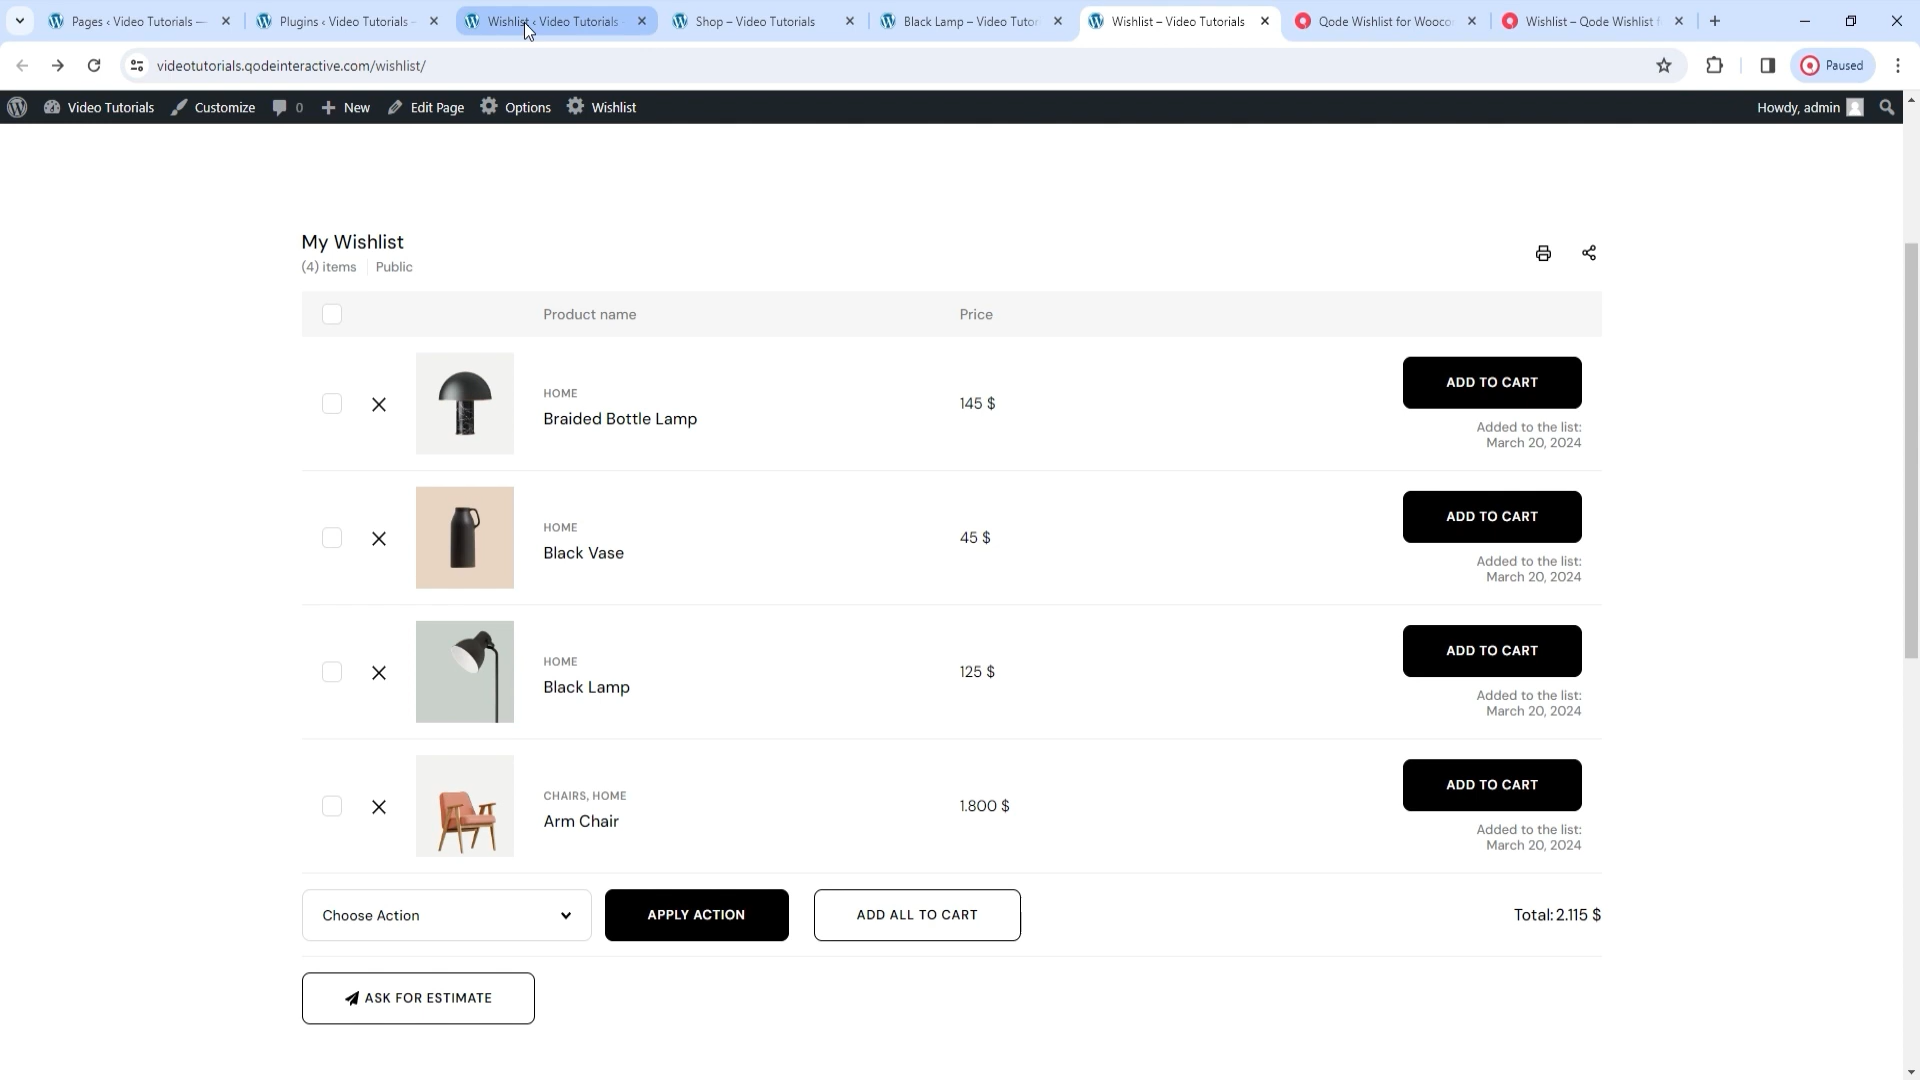 Pages ‹ Video Tutorials —
Plugins ‹ Video Tutorials -
Wishlist ‹ Video Tutorials
Shop – Video Tutorials
Black Lamp – Video Tutor
Wishlist – Video Tutorials
Qode Wishlist for Wooco
Wishlist – Qode Wishlist f
videotutorials.qodeinteractive.com/wishlist/
Paused
Video Tutorials
Customize
0
New
Edit Page
Options
Wishlist
Howdy, admin
My Wishlist
(4) items
Public
Product name
Price
HOME
Braided Bottle Lamp
145 $
ADD TO CART
Added to the list:
March 20, 2024
HOME
Black Vase
45 $
ADD TO CART
Added to the list:
March 20, 2024
HOME
Black Lamp
125 $
ADD TO CART
Added to the list:
March 20, 2024
CHAIRS, HOME
Arm Chair
1.800 $
ADD TO CART
Added to the list:
March 20, 2024
Choose Action
APPLY ACTION
ADD ALL TO CART
Total: 2.115 $
ASK FOR ESTIMATE